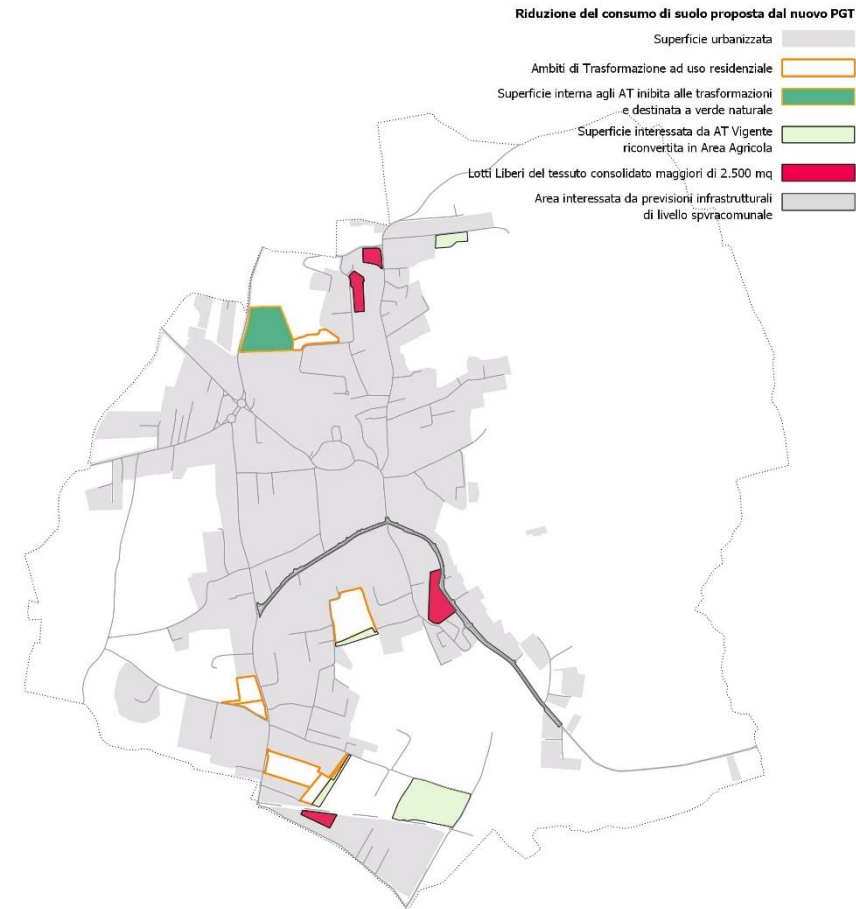 Riduzione del consumo di suolo proposta dal nuovo PGT
Superficie urbanizzata
Ambiti di Trasformazione ad uso residenziale
Superficie interna agli AT inibita alle trasformazioni
e destinata a verde naturale
Superficie interessata da AT Vigente
riconvertita in Area Agricola
Lotti Liberi del tessuto consolidato maggiori di 2.500 mq
Area interessata da previsioni infrastrutturali
di livello spvracomunale